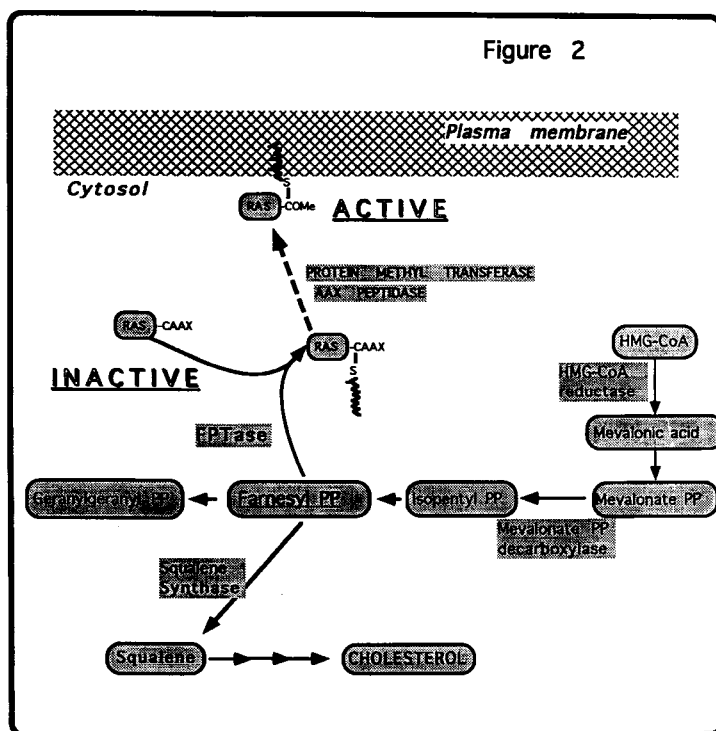 Figure 2
Plasma membrane
Cytosol
S
RAS -COMe ACTIVE
PROTEIN METHYL TRANSFERASE
AAX PEPTIDASE
RAS -CAAX
RAS -CAAX
S
INACTIVE
HMG-CoA
HMG-CoA
reductase
FPTase
Mevalonic acid
Geranylgeranyl PP
Farnesyl PP
Isopentyl PP
Mevalonate PP
Mevalonate PP
decarboxylase
Squalene
Synthase
Squalene
CHOLESTEROL